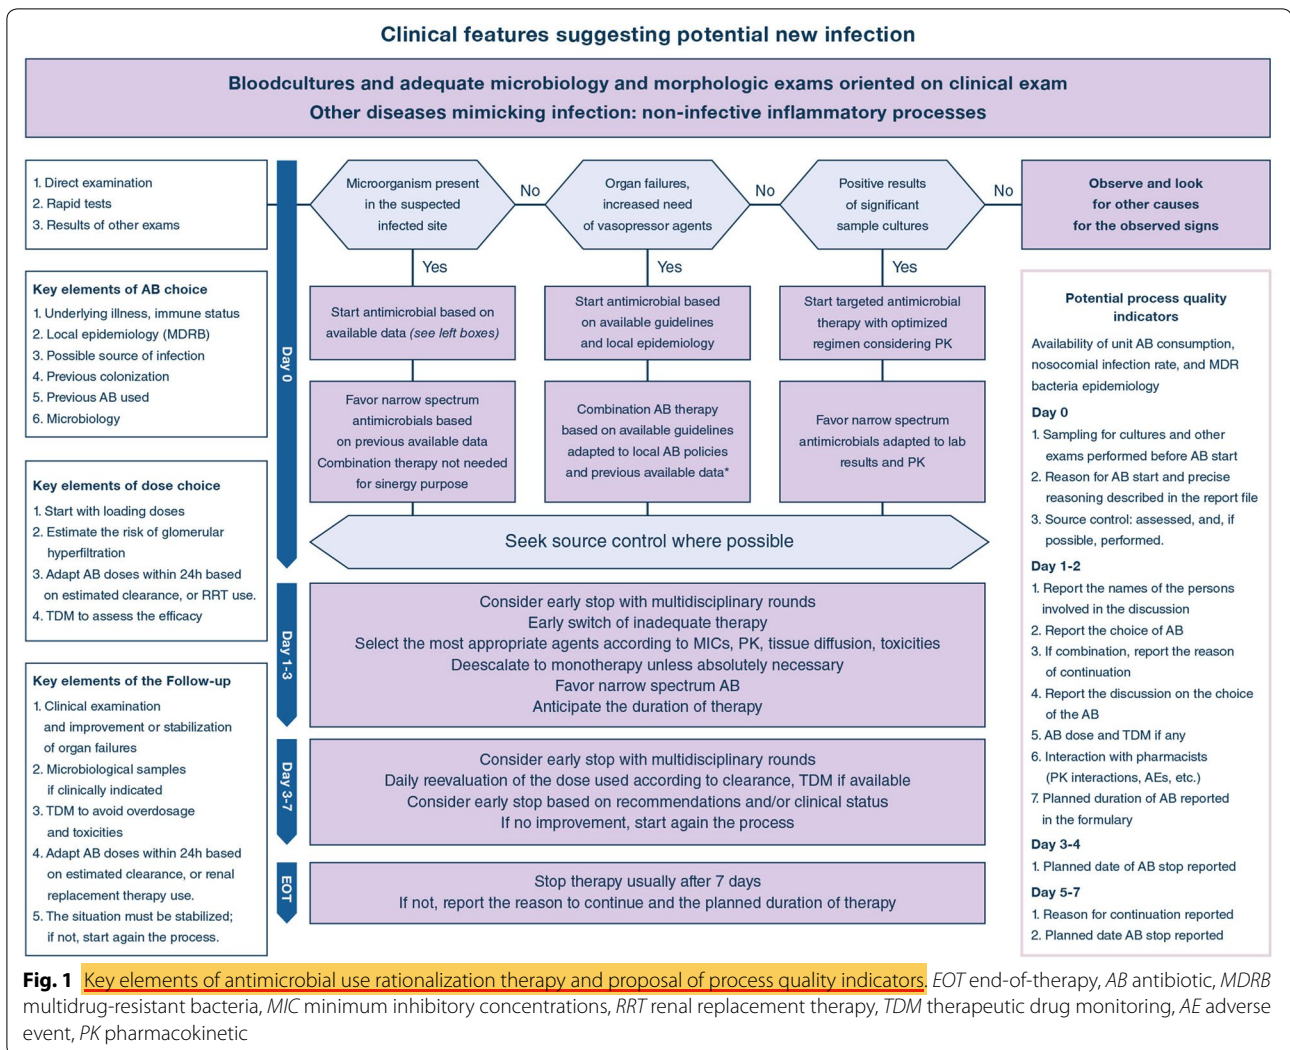 Clinical features suggesting potential new infection
Bloodcultures and adequate microbiology and morphologic exams oriented on clinical exam
Other diseases mimicking infection: non-infective inflammatory processes
1. Direct examination
2. Rapid tests
3. Results of other exams
Key elements of AB choice
1. Underlying illness, immune status
2. Local epidemiology (MDRB)
3. Possible source of infection
4. Previous colonization
5. Previous AB used
6. Microbiology
Key elements of dose choice
1. Start with loading doses
2. Estimate the risk of glomerular
hyperfiltration
3. Adapt AB doses within 24h based
on estimated clearance, or RRT use.
4. TDM to assess the efficacy
Key elements of the Follow-up
1. Clinical examination
and improvement or stabilization
of organ failures
2. Microbiological samples
if clinically indicated
3. TDM to avoid overdosage
and toxicities
4. Adapt AB doses within 24h based
on estimated clearance, or renal
replacement therapy use.
5. The situation must be stabilized;
if not, start again the process.
Day 0
Microorganism present
in the suspected
infected site
No
Organ failures,
increased need
of vasopressor agents
No
Positive results
of significant
sample cultures
No
Observe and look
for other causes
for the observed signs
Yes
Yes
Yes
Start antimicrobial based on
available data (see left boxes)
Start antimicrobial based
on available guidelines
and local epidemiology
Start targeted antimicrobial
therapy with optimized
regimen considering PK
Favor narrow spectrum
antimicrobials based
on previous available data
Combination therapy not needed
for sinergy purpose
Combination AB therapy
based on available guidelines
adapted to local AB policies
and previous available data*
Favor narrow spectrum
antimicrobials adapted to lab
results and PK
Seek source control where possible
Day 1-3
Consider early stop with multidisciplinary rounds
Early switch of inadequate therapy
Select the most appropriate agents according to MICs, PK, tissue diffusion, toxicities
Deescalate to monotherapy unless absolutely necessary
Favor narrow spectrum AB
Anticipate the duration of therapy
Day 3-7
Consider early stop with multidisciplinary rounds
Daily reevaluation of the dose used according to clearance, TDM if available
Consider early stop based on recommendations and/or clinical status
If no improvement, start again the process
EOT
Stop therapy usually after 7 days
If not, report the reason to continue and the planned duration of therapy
Potential process quality
indicators
Availability of unit AB consumption,
nosocomial infection rate, and MDR
bacteria epidemiology
Day 0
1. Sampling for cultures and other
exams performed before AB start
2. Reason for AB start and precise
reasoning described in the report file
3. Source control: assessed, and, if
possible, performed.
Day 1-2
1. Report the names of the persons
involved in the discussion
2. Report the choice of AB
3. If combination, report the reason
of continuation
4. Report the discussion on the choice
of the AB
5. AB dose and TDM if any
6. Interaction with pharmacists
(PK interactions, AEs, etc.)
7. Planned duration of AB reported
in the formulary
Day 3-4
1. Planned date of AB stop reported
Day 5-7
1. Reason for continuation reported
2. Planned date AB stop reported
Fig. 1 Key elements of antimicrobial use rationalization therapy and proposal of process quality indicators. EOT end-of-therapy, AB antibiotic, MDRB
multidrug-resistant bacteria, MIC minimum inhibitory concentrations, RRT renal replacement therapy, TDM therapeutic drug monitoring, AE adverse
event, PK pharmacokinetic